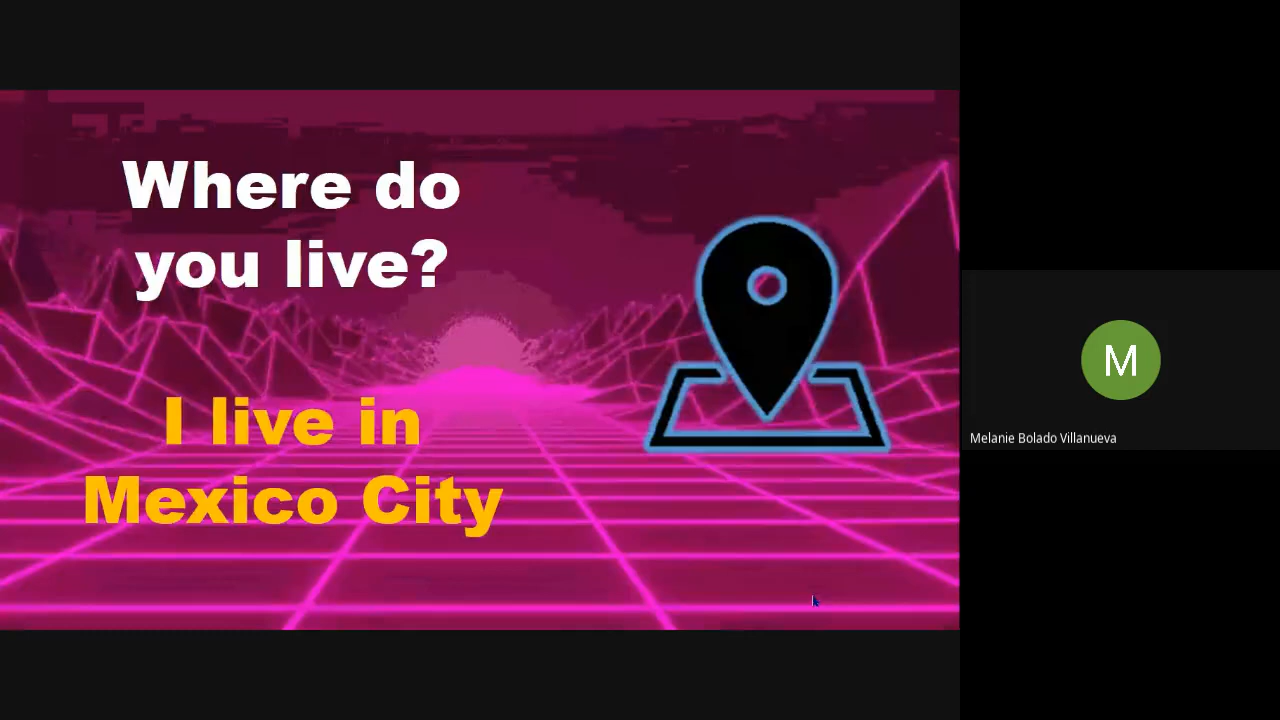 Where do
you live?
I live in
Mexico City
M
Melanie Bolado Villanueva